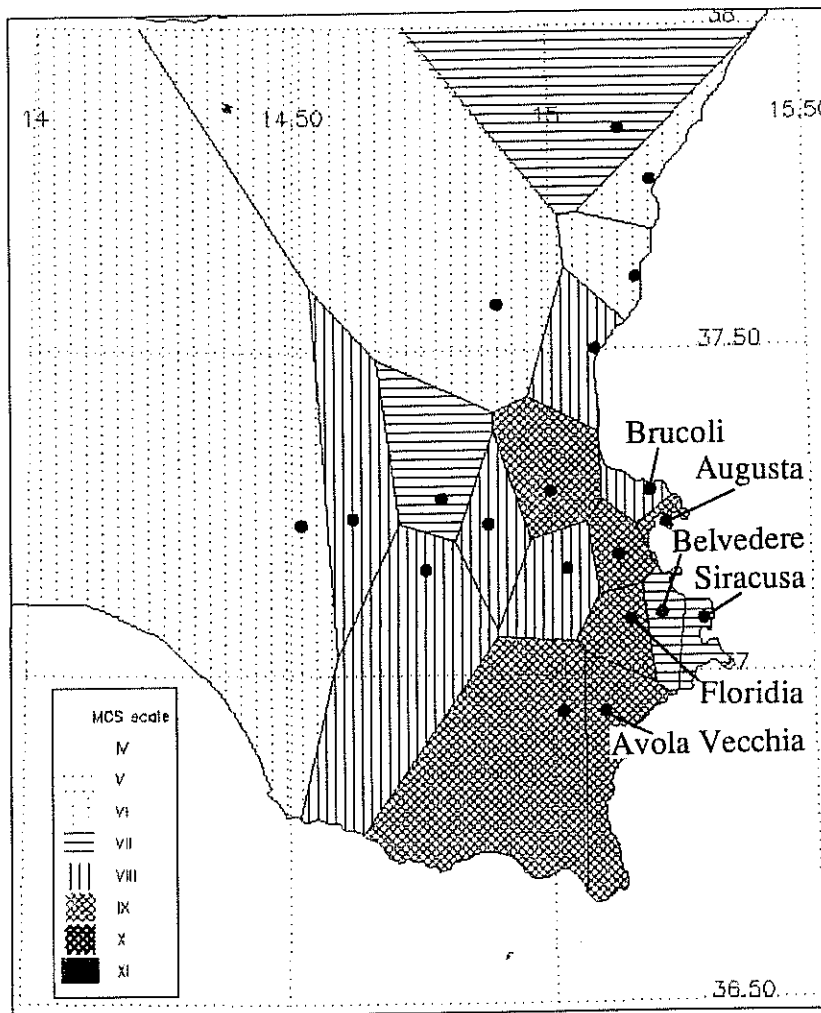 38
14
14.50
15
15.50
37.50
Brucoli
Augusta
Belvedere
Siracusa
37
Floridia
Avola Vecchia
MCS scale
IV
V
VI
VII
VIII
IX
X
XI
36.50